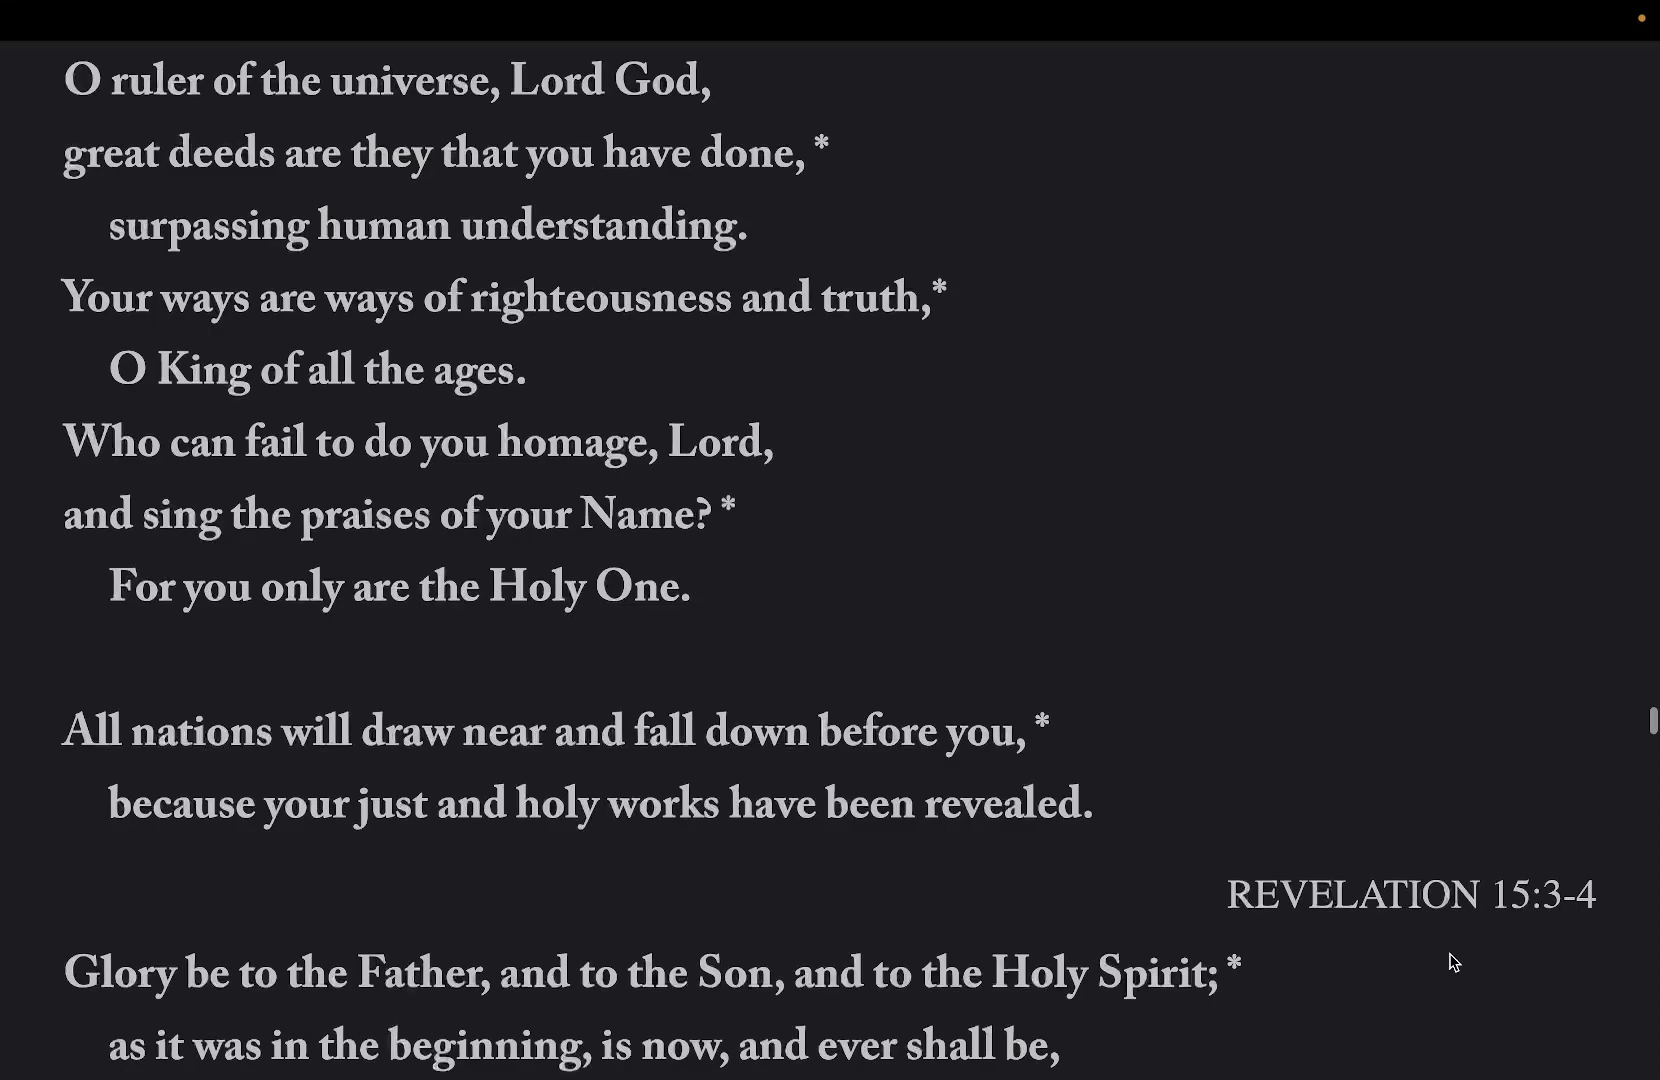 O ruler of the universe, Lord God,
great deeds are they that you have done, *
surpassing human understanding.
Your ways are ways of righteousness and truth,*
O King of all the ages.
Who can fail to do you homage, Lord,
and sing the praises of your Name? *
For you only are the Holy One.
All nations will draw near and fall down before you, *
because your just and holy works have been revealed.
REVELATION 15:3-4
Glory be to the Father, and to the Son, and to the Holy Spirit; *
as it was in the beginning, is now, and ever shall be,